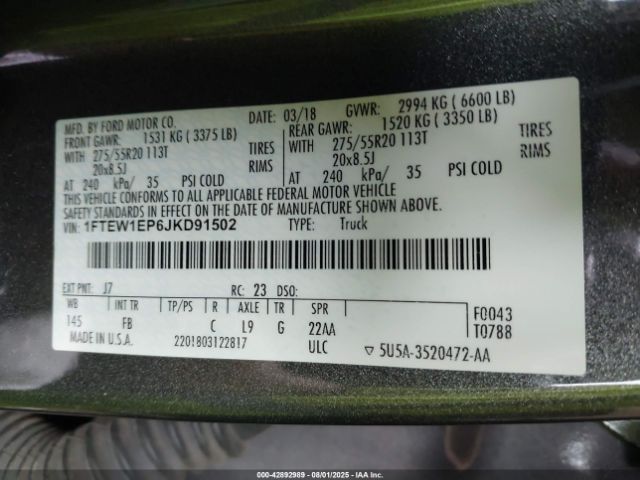 MFD. BY FORD MOTOR CO. DATE: 03/18 GVWR: 2994 KG ( 6600 LB)
FRONT GAWR: 1531 KG ( 3375 LB) REAR GAWR: 1520 KG ( 3350 LB)
WITH 275/55R20 113T TIRES WITH 275/55R20 113T TIRES
20x8.5J RIMS 20x8.5J RIMS
AT 240 kPa/ 35 PSI COLD AT 240 kPa/ 35 PSI COLD
THIS VEHICLE CONFORMS TO ALL APPLICABLE FEDERAL MOTOR VEHICLE
SAFETY STANDARDS IN EFFECT ON THE DATE OF MANUFACTURE SHOWN ABOVE.
VIN: 1FTEW1EP6JKD91502 TYPE: Truck
EXT PNT: J7 RC: 23 DSO:
WB INT TR TP/PS R AXLE TR SPR F0043
145 FB C L9 G 22AA T0788
MADE IN U.S.A. 2201803122817 ULC ▽ 5U5A-3520472-AA
000-42892989 - 08/01/2025 - IAA, Inc.